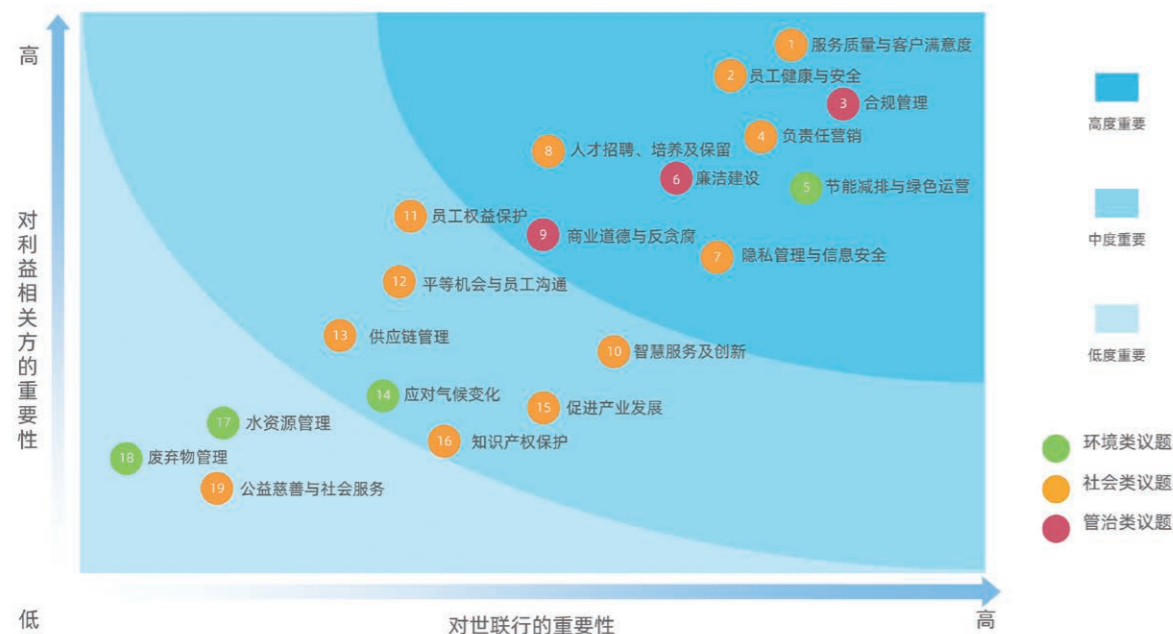 高
1 服务质量与客户满意度
2 员工健康与安全
3 合规管理
4 负责任营销
8 人才招聘、培养及保留
6 廉洁建设
5 节能减排与绿色运营
11 员工权益保护
9 商业道德与反贪腐
7 隐私管理与信息安全
12 平等机会与员工沟通
13 供应链管理
10 智慧服务及创新
14 应对气候变化
15 促进产业发展
17 水资源管理
16 知识产权保护
18 废弃物管理
19 公益慈善与社会服务
对利益相关方的重要性
低
对世联行的重要性
高
高度重要
中度重要
低度重要
环境类议题
社会类议题
管治类议题